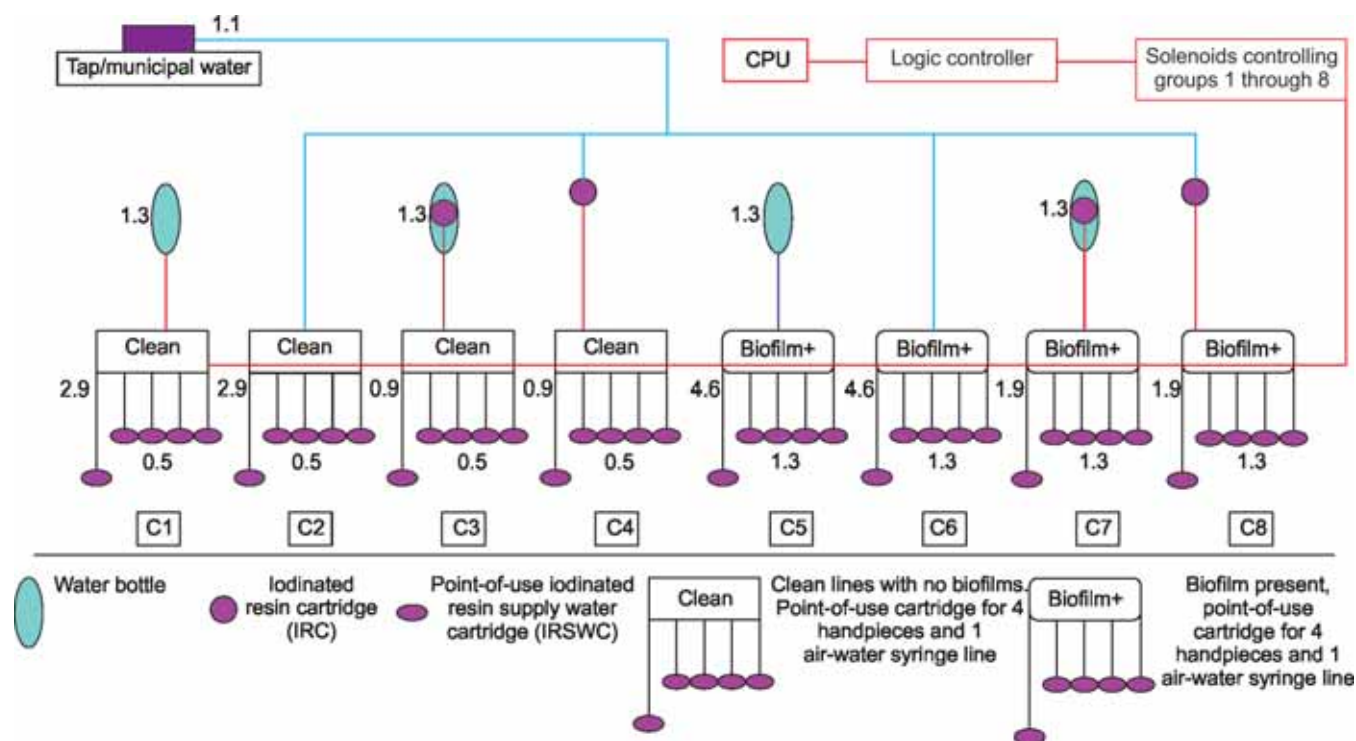 1.1
Tap/municipal water
CPU
Logic controller
Solenoids controlling
groups 1 through 8
1.3
1.3
1.3
1.3
Clean
Clean
Clean
Clean
Biofilm+
Biofilm+
Biofilm+
Biofilm+
2.9
2.9
0.9
0.9
4.6
4.6
1.9
1.9
0.5
0.5
0.5
0.5
1.3
1.3
1.3
1.3
C1
C2
C3
C4
C5
C6
C7
C8
Water bottle
Iodinated
resin cartridge
(IRC)
Point-of-use iodinated
resin supply water
cartridge (IRSWC)
Clean
Clean lines with no biofilms.
Point-of-use cartridge for 4
handpieces and 1
air-water syringe line
Biofilm+
Biofilm present,
point-of-use
cartridge for 4
handpieces and 1
air-water syringe line